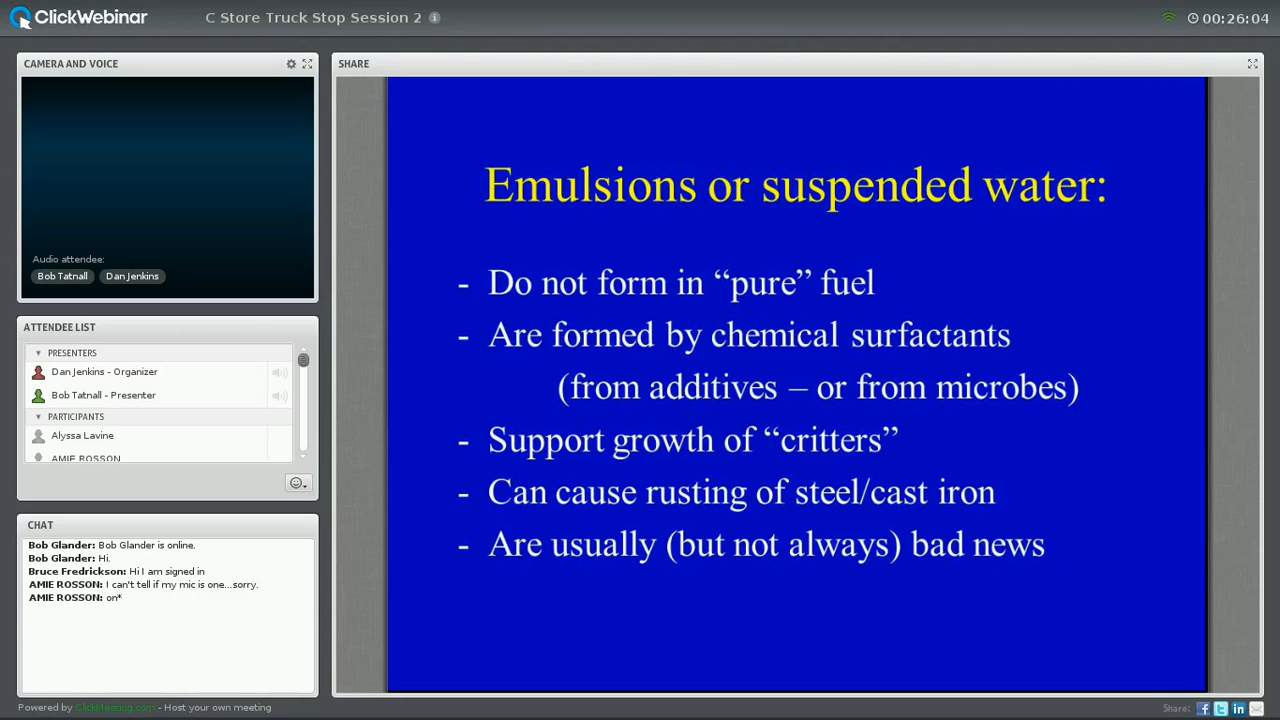 ClickWebinar
C Store Truck Stop Session 2
00:26:04
CAMERA AND VOICE
Audio attendee:
Bob Tatnall Dan Jenkins
ATTENDEE LIST
PRESENTERS
Dan Jenkins - Organizer
Bob Tatnall - Presenter
PARTICIPANTS
Alyssa Lavine
AMIE ROSSON
CHAT
Bob Glander: Bob Glander is online.
Bob Glander: Hi.
Bruce Fredrickson: Hi I am signed in
AMIE ROSSON: I can't tell if my mic is one...sorry.
AMIE ROSSON: on*
SHARE
Emulsions or suspended water:
- Do not form in “pure” fuel
- Are formed by chemical surfactants
(from additives – or from microbes)
- Support growth of “critters”
- Can cause rusting of steel/cast iron
- Are usually (but not always) bad news
Powered by ClickMeeting.com - Host your own meeting
Share: